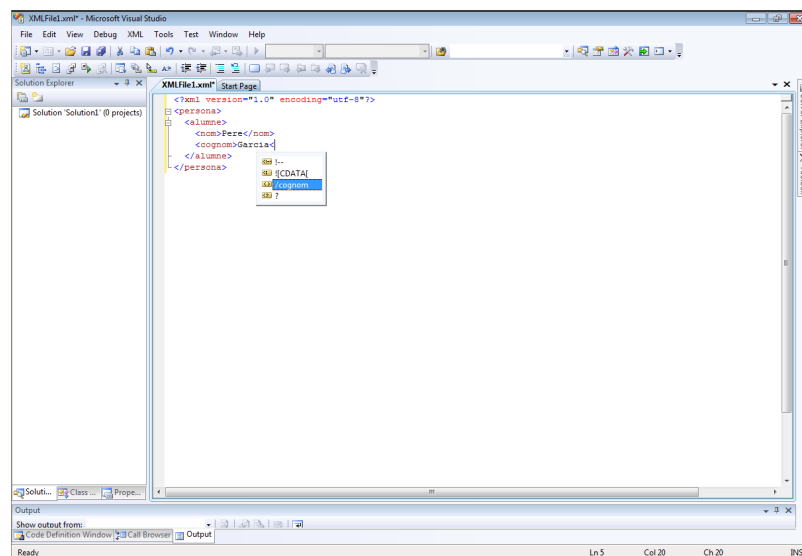 XMLFile1.xml* - Microsoft Visual Studio
File Edit View Debug XML Tools Test Window Help
Solution Explorer
XMLFile1.xml* Start Page
Solution 'Solution1' (0 projects)
<?xml version="1.0" encoding="utf-8"?>
<persona>
<alumne>
<nom>Pere</nom>
<cognom>Garcia<
</alumne>
</persona>
!--
![CDATA[
/cognom
?
Soluti... Class ... Prope...
Output
Show output from:
Code Definition Window Call Browser Output
Ready Ln 5 Col 20 Ch 20 INS